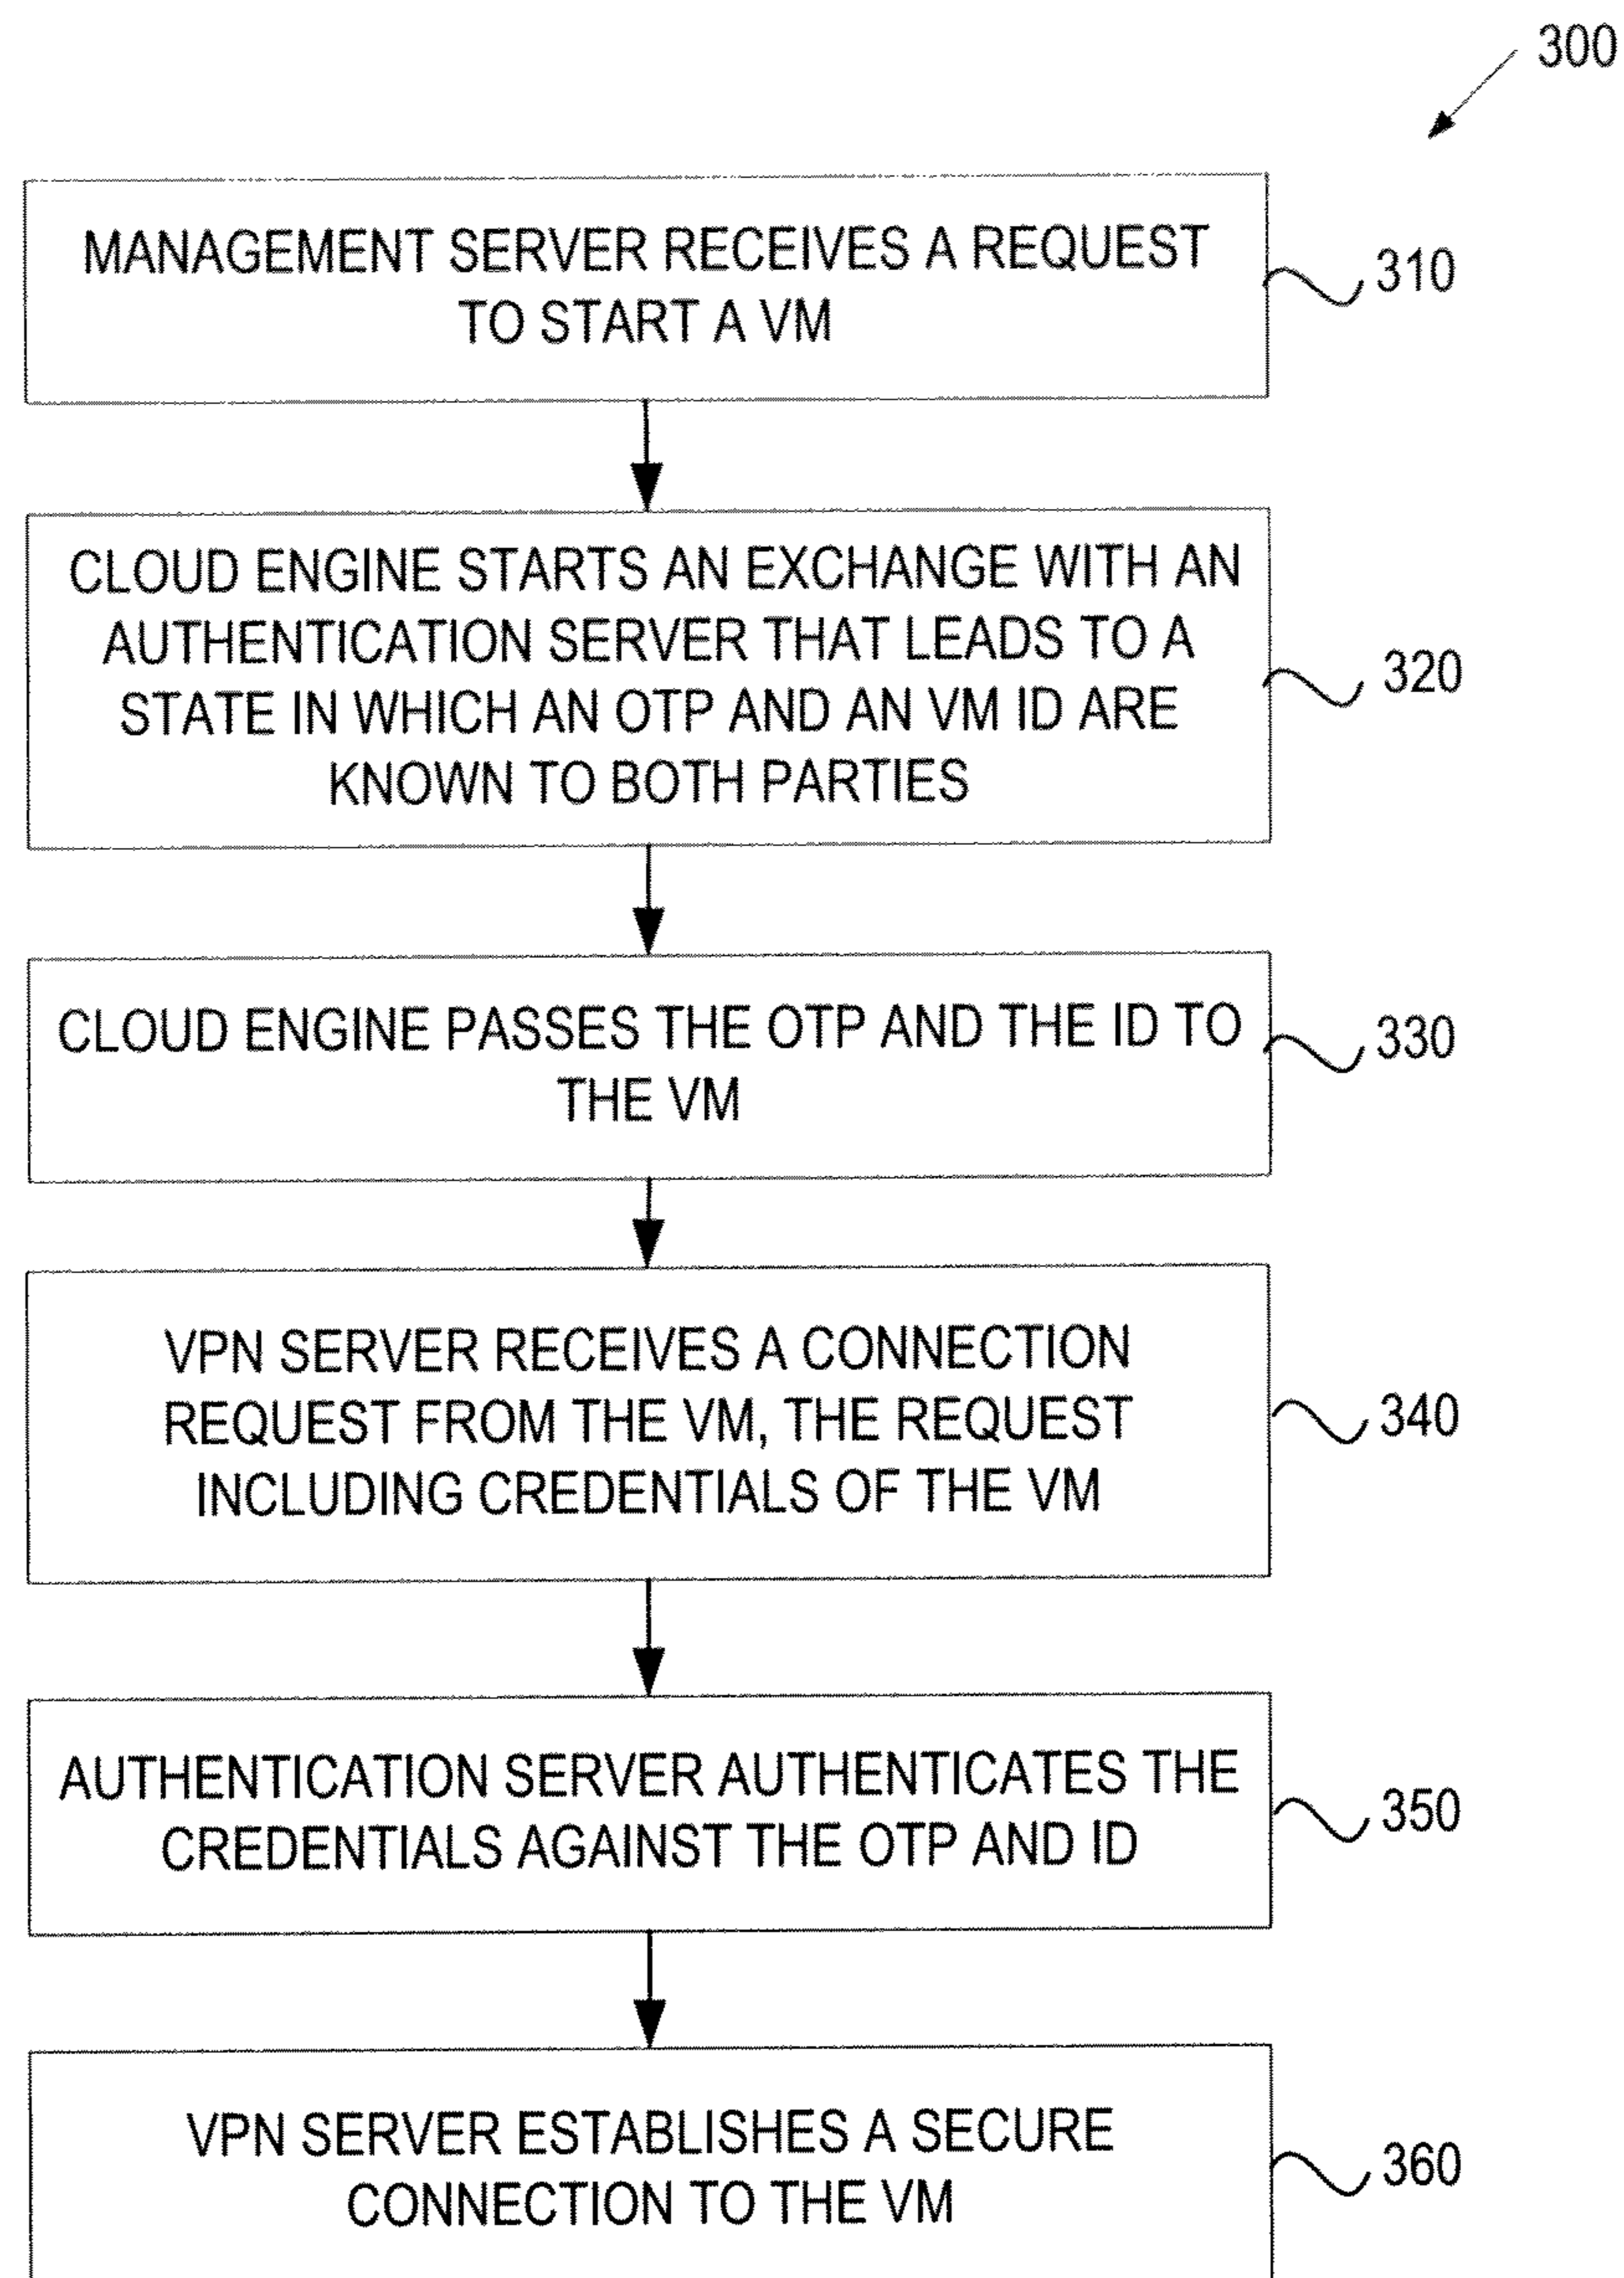 300
MANAGEMENT SERVER RECEIVES A REQUEST
TO START A VM
310
CLOUD ENGINE STARTS AN EXCHANGE WITH AN
AUTHENTICATION SERVER THAT LEADS TO A
STATE IN WHICH AN OTP AND AN VM ID ARE
KNOWN TO BOTH PARTIES
320
CLOUD ENGINE PASSES THE OTP AND THE ID TO
THE VM
330
VPN SERVER RECEIVES A CONNECTION
REQUEST FROM THE VM, THE REQUEST
INCLUDING CREDENTIALS OF THE VM
340
AUTHENTICATION SERVER AUTHENTICATES THE
CREDENTIALS AGAINST THE OTP AND ID
350
VPN SERVER ESTABLISHES A SECURE
CONNECTION TO THE VM
360